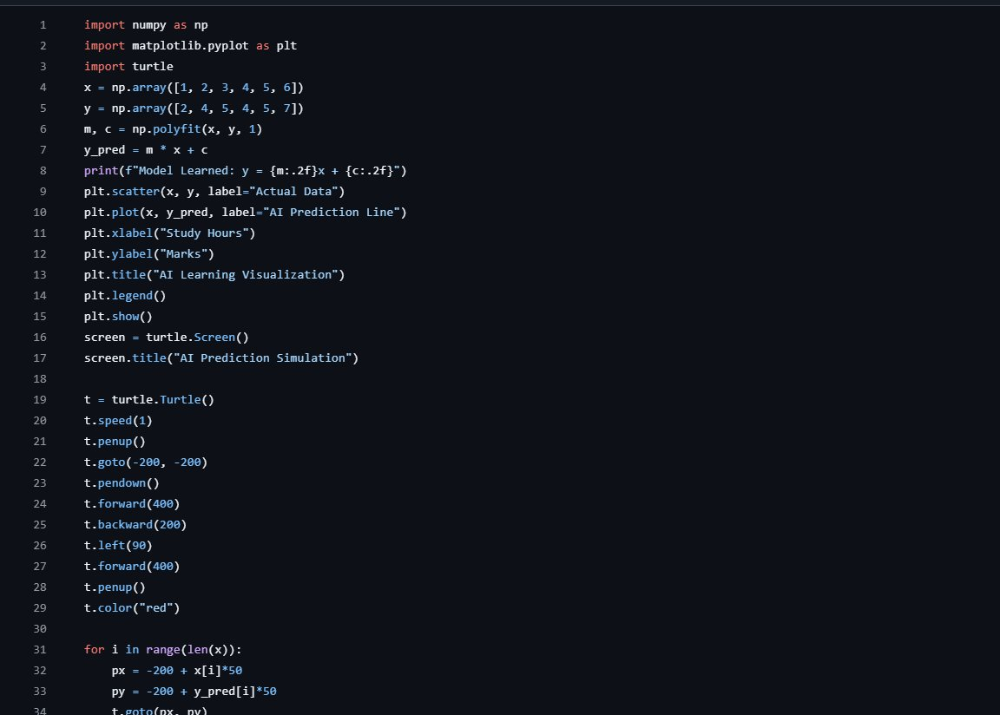 1 import numpy as np
2 import matplotlib.pyplot as plt
3 import turtle
4 x = np.array([1, 2, 3, 4, 5, 6])
5 y = np.array([2, 4, 5, 4, 5, 7])
6 m, c = np.polyfit(x, y, 1)
7 y_pred = m * x + c
8 print(f"Model Learned: y = {m:.2f}x + {c:.2f}")
9 plt.scatter(x, y, label="Actual Data")
10 plt.plot(x, y_pred, label="AI Prediction Line")
11 plt.xlabel("Study Hours")
12 plt.ylabel("Marks")
13 plt.title("AI Learning Visualization")
14 plt.legend()
15 plt.show()
16 screen = turtle.Screen()
17 screen.title("AI Prediction Simulation")
18
19 t = turtle.Turtle()
20 t.speed(1)
21 t.penup()
22 t.goto(-200, -200)
23 t.pendown()
24 t.forward(400)
25 t.backward(200)
26 t.left(90)
27 t.forward(400)
28 t.penup()
29 t.color("red")
30
31 for i in range(len(x)):
32     px = -200 + x[i]*50
33     py = -200 + y_pred[i]*50
34     t.goto(px, py)